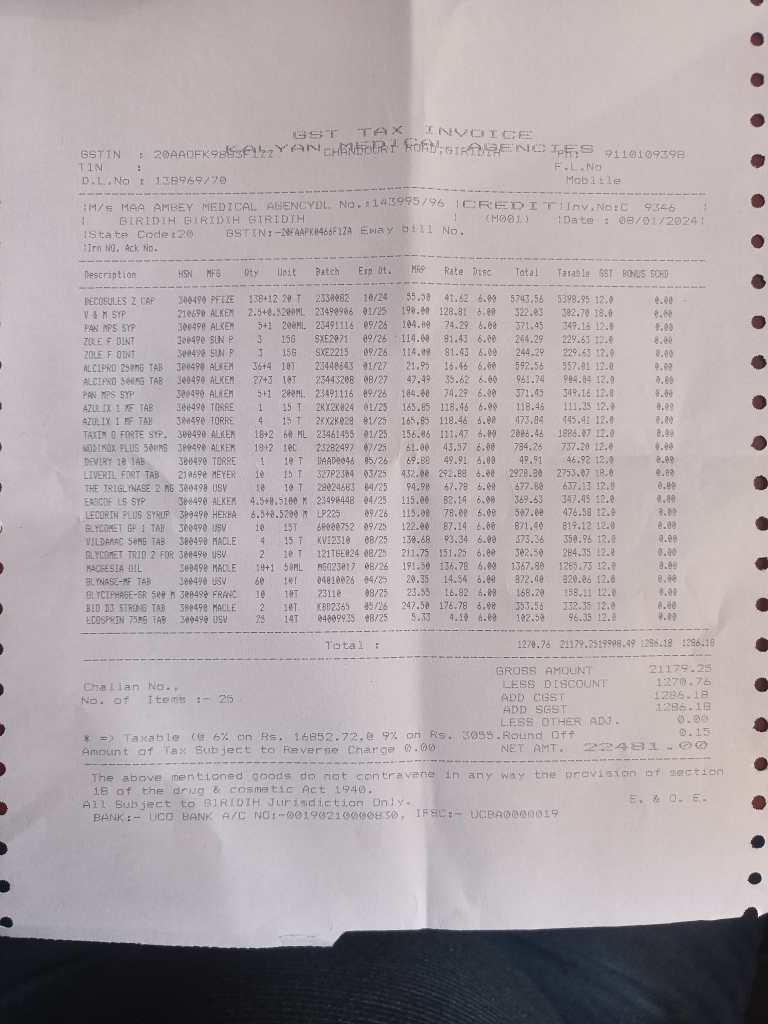 GST TAX INVOICE
KALYAN MEDICAL AGENCIES
GSTIN : CHANDOURI ROAD,GIRIDIH PH: 9110109398
TIN : F.L.No
D.L.No : 138969/70 Moblile
M/s MAA AMBEY MEDICAL AGENCYDL No.:143995/96 |CREDIT|Inv.No:C 9346
| GIRIDIH GIRIDIH GIRIDIH | (M001) |Date : 08/01/2024|
|State Code:20 GSTIN:-20FAAPK0466F1ZA Eway bill No.
|Irn NO. Ack No.
Description HSN MFG Qty Unit Batch Exp Dt. MRP Rate Disc Total Taxable GST BONUS SCHD
BECOSULES Z CAP 300490 PFIZE 138+12 20 T 2330082 10/24 55.50 41.62 6.00 5743.56 5398.95 12.0 0.00
V & M SYP 210690 ALKEM 2.5+0.5200ML 23490906 01/25 190.00 128.81 6.00 322.03 302.70 18.0 0.00
PAN MPS SYP 300490 ALKEM 5+1 200ML 23491116 09/26 104.00 74.29 6.00 371.45 349.16 12.0 0.00
ZOLE F OINT 300490 SUN P 3 15G SXE2071 09/26 114.00 81.43 6.00 244.29 229.63 12.0 0.00
ZOLE F OINT 300490 SUN P 3 15G SXE2215 09/26 114.00 81.43 6.00 244.29 229.63 12.0 0.00
ALCIPRO 250MG TAB 300490 ALKEM 36+4 10T 23440643 01/27 21.95 16.46 6.00 592.56 557.01 12.0 0.00
ALCIPRO 500MG TAB 300490 ALKEM 27+3 10T 23443208 08/27 47.49 35.62 6.00 961.74 904.04 12.0 0.00
PAN MPS SYP 300490 ALKEM 5+1 200ML 23491116 09/26 104.00 74.29 6.00 371.45 349.16 12.0 0.00
AZULIX 1 MF TAB 300490 TORRE 1 15 T 2KX2K024 01/25 165.85 118.46 6.00 118.46 111.35 12.0 0.00
AZULIX 1 MF TAB 300490 TORRE 4 15 T 2KX2K028 01/25 165.85 118.46 6.00 473.84 445.41 12.0 0.00
TAXIM O FORTE SYP. 300490 ALKEM 18+2 60 ML 23461455 01/25 156.06 111.47 6.00 2006.46 1886.07 12.0 0.00
NODIMOX PLUS 500MG 300490 ALKEM 18+2 10C 23282497 07/25 61.00 43.57 6.00 784.26 737.20 12.0 0.00
DEVIRY 10 TAB 300490 TORRE 1 10 T DAAD0046 05/26 69.88 49.91 6.00 49.91 46.92 12.0 0.00
LIVERIL FORT TAB 210690 MEYER 10 15 T 327P2304 03/25 432.00 292.88 6.00 2928.80 2753.07 18.0 0.00
THE TRIGLYNASE 2 MG 300490 USV 10 10 T 28024683 04/25 94.90 67.78 6.00 677.80 637.13 12.0 0.00
EASCOF LS SYP 300490 ALKEM 4.5+0.5100 M 23490448 04/25 115.00 82.14 6.00 369.63 347.45 12.0 0.00
LECORIN PLUS SYRUP 300490 HERBA 6.5+0.5200 M LP225 09/26 115.00 78.00 6.00 507.00 476.58 12.0 0.00
GLYCOMET GP 1 TAB 300490 USV 10 15T 60000752 09/25 122.00 87.14 6.00 871.40 819.12 12.0 0.00
VILDAMAC 50MG TAB 300490 MACLE 4 15 T KVI2310 08/25 130.68 93.34 6.00 373.36 350.96 12.0 0.00
GLYCOMET TRIO 2 FOR 300490 USV 2 10 T 121TGE024 08/25 211.75 151.25 6.00 302.50 284.35 12.0 0.00
MACGESIA OIL 300490 MACLE 10+1 50ML MGO23017 08/26 191.50 136.78 6.00 1367.80 1285.73 12.0 0.00
GLYNASE-MF TAB 300490 USV 60 10T 04010026 04/25 20.35 14.54 6.00 872.40 820.06 12.0 0.00
GLYCIPHAGE-SR 500 M 300490 FRANC 10 10T 23110 08/25 23.55 16.82 6.00 168.20 158.11 12.0 0.00
BIO D3 STRONG TAB 300490 MACLE 2 10T KBD2365 05/26 247.50 176.78 6.00 353.56 332.35 12.0 0.00
ECOSPRIN 75MG TAB 300490 USV 25 14T 04009935 08/25 5.33 4.10 6.00 102.50 96.35 12.0 0.00
Total : 1270.76 21179.2519908.49 1286.18 1286.18
GROSS AMOUNT 21179.25
Challan No., LESS DISCOUNT 1270.76
No. of Items :- 25 ADD CGST 1286.18
ADD SGST 1286.18
LESS OTHER ADJ. 0.00
* => Taxable (@ 6% on Rs. 16852.72,@ 9% on Rs. 3055.Round Off 0.15
Amount of Tax Subject to Reverse Charge 0.00 NET AMT. 22481.00
The above mentioned goods do not contravene in any way the provision of section
18 of the drug & cosmetic Act 1940.
All Subject to GIRIDIH Jurisdiction Only. E. & O. E.
BANK:- UCO BANK A/C NO:-00190210000830, IFSC:- UCBA0000019